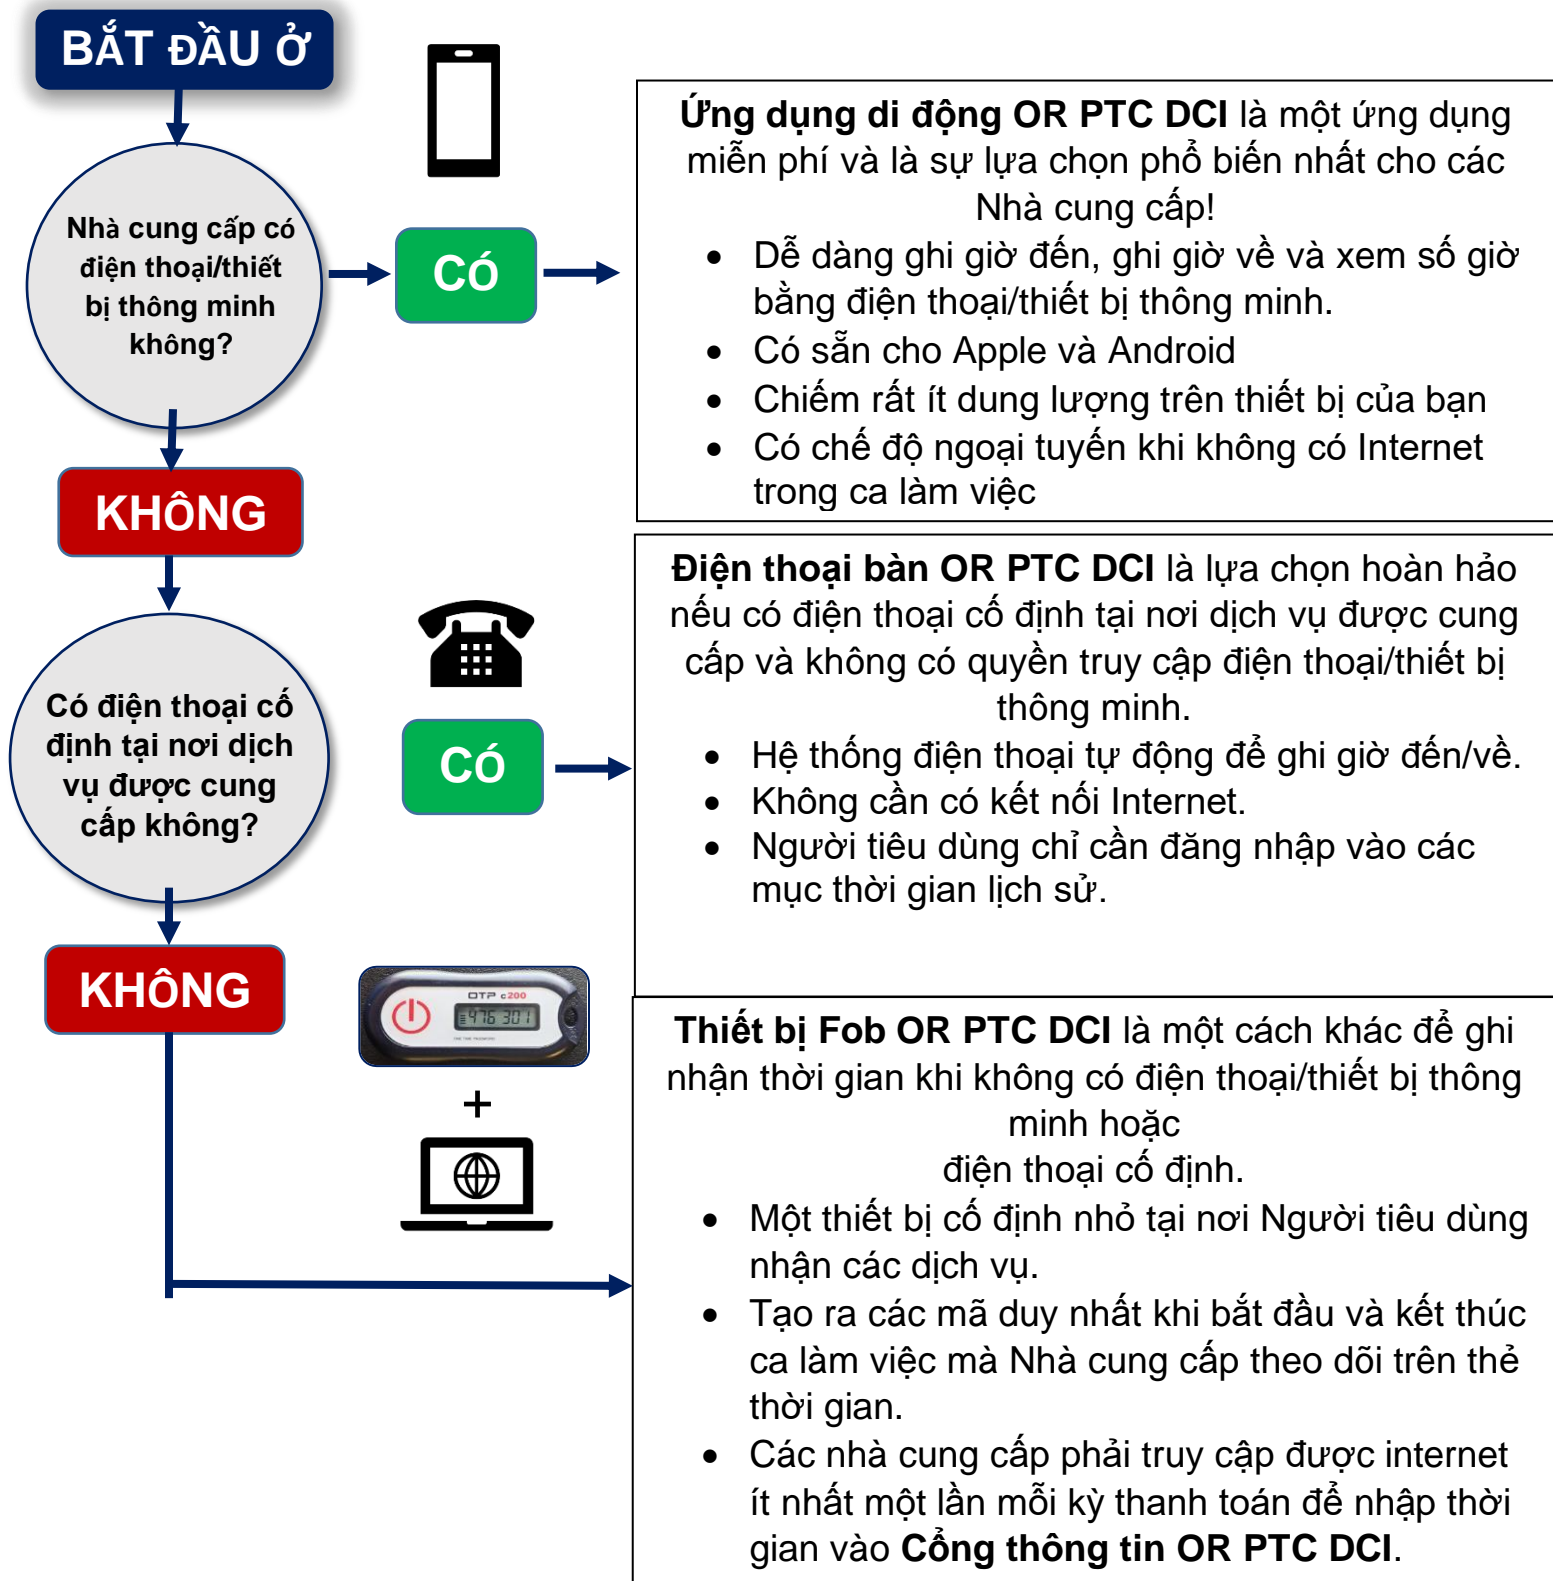 BẮT ĐẦU Ở
Nhà cung cấp có
điện thoại/thiết
bị thông minh
không?
CÓ
Ứng dụng di động OR PTC DCI là một ứng dụng
miễn phí và là sự lựa chọn phổ biến nhất cho các
Nhà cung cấp!
• Dễ dàng ghi giờ đến, ghi giờ về và xem số giờ
bằng điện thoại/thiết bị thông minh.
• Có sẵn cho Apple và Android
• Chiếm rất ít dung lượng trên thiết bị của bạn
• Có chế độ ngoại tuyến khi không có Internet
trong ca làm việc
KHÔNG
Có điện thoại cố
định tại nơi dịch
vụ được cung
cấp không?
CÓ
Điện thoại bàn OR PTC DCI là lựa chọn hoàn hảo
nếu có điện thoại cố định tại nơi dịch vụ được cung
cấp và không có quyền truy cập điện thoại/thiết bị
thông minh.
• Hệ thống điện thoại tự động để ghi giờ đến/về.
• Không cần có kết nối Internet.
• Người tiêu dùng chỉ cần đăng nhập vào các
mục thời gian lịch sử.
KHÔNG
OTP c200
476 301
ONE TIME PASSWORD
+
Thiết bị Fob OR PTC DCI là một cách khác để ghi
nhận thời gian khi không có điện thoại/thiết bị thông
minh hoặc
điện thoại cố định.
• Một thiết bị cố định nhỏ tại nơi Người tiêu dùng
nhận các dịch vụ.
• Tạo ra các mã duy nhất khi bắt đầu và kết thúc
ca làm việc mà Nhà cung cấp theo dõi trên thẻ
thời gian.
• Các nhà cung cấp phải truy cập được internet
ít nhất một lần mỗi kỳ thanh toán để nhập thời
gian vào Cổng thông tin OR PTC DCI.